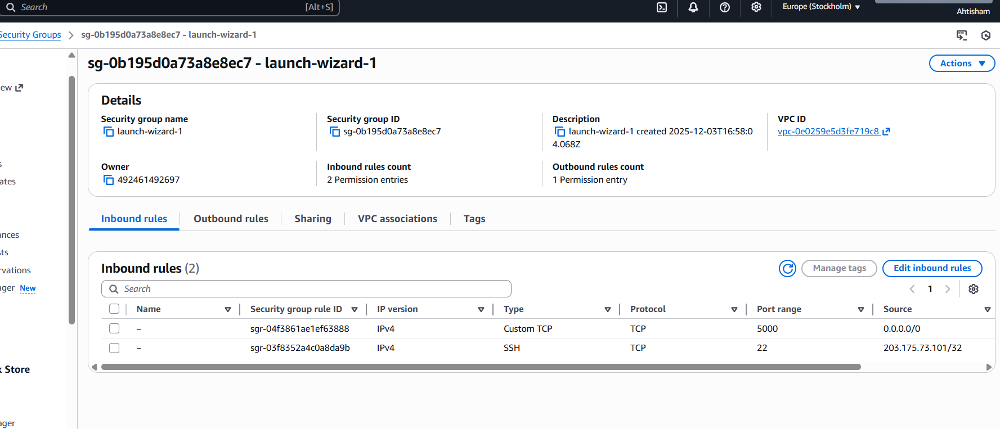 Search [Alt+S] Europe (Stockholm) Ahtisham
Security Groups > sg-0b195d0a73a8e8ec7 - launch-wizard-1
sg-0b195d0a73a8e8ec7 - launch-wizard-1
Actions
ew
Details
Security group name
launch-wizard-1
Security group ID
sg-0b195d0a73a8e8ec7
Description
launch-wizard-1 created 2025-12-03T16:58:0
4.068Z
VPC ID
vpc-0e0259e5d3fe719c8
Owner
492461492697
Inbound rules count
2 Permission entries
Outbound rules count
1 Permission entry
s
ates
ances
sts
rvations
ager New
k Store
ager
Inbound rules Outbound rules Sharing VPC associations Tags
Inbound rules (2)
Manage tags Edit inbound rules
Search
1
Name Security group rule ID IP version Type Protocol Port range Source
– sgr-04f3861ae1ef63888 IPv4 Custom TCP TCP 5000 0.0.0.0/0
– sgr-03f8352a4c0a8da9b IPv4 SSH TCP 22 203.175.73.101/32